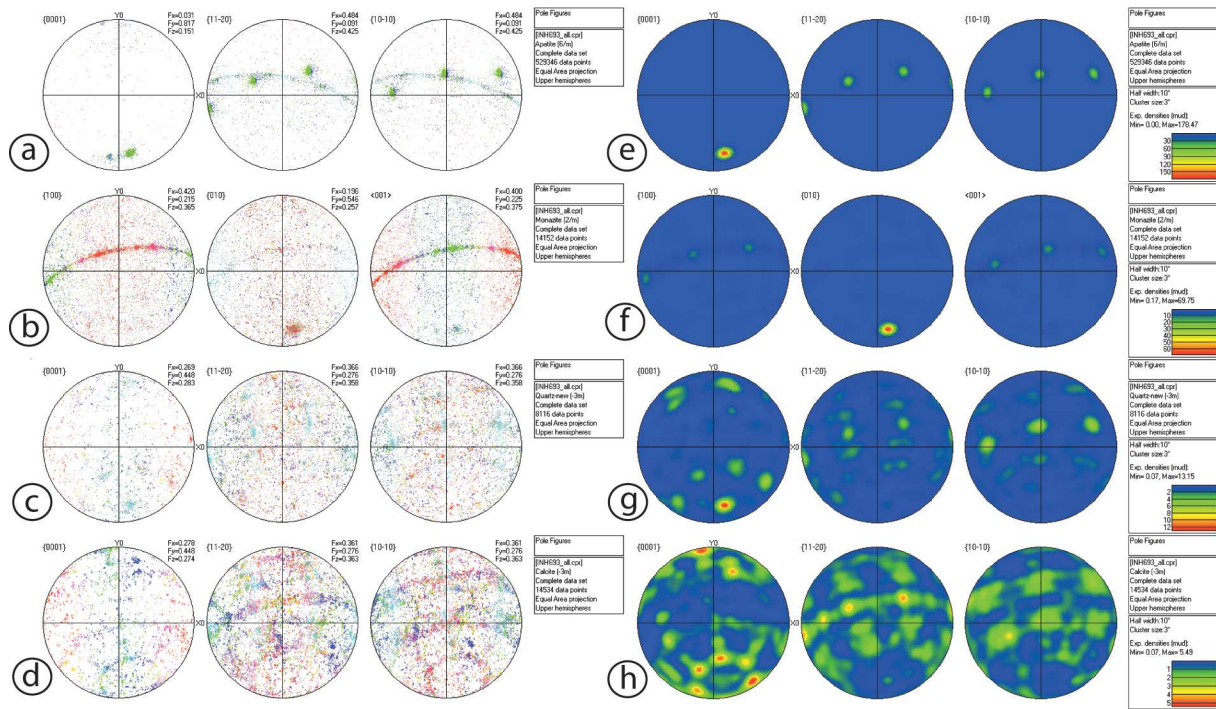 {0001}
Y0
Fx=0.031
Fy=0.817
Fz=0.151
{11-20}
Fx=0.484
Fy=0.091
Fz=0.425
{10-10}
Fx=0.484
Fy=0.091
Fz=0.425
X0
Pole Figures
[INH693_all.cpr]
Apatite (6/m)
Complete data set
529346 data points
Equal Area projection
Upper hemispheres
a
{0001}
Y0
{11-20}
{10-10}
X0
Pole Figures
[INH693_all.cpr]
Apatite (6/m)
Complete data set
529346 data points
Equal Area projection
Upper hemispheres
Half width:10°
Cluster size:3°
Exp. densities (mud):
Min= 0.00, Max=178.47
30
60
90
120
150
e
{100}
Y0
Fx=0.420
Fy=0.215
Fz=0.365
{010}
Fx=0.196
Fy=0.546
Fz=0.257
<001>
Fx=0.400
Fy=0.225
Fz=0.375
X0
Pole Figures
[INH693_all.cpr]
Monazite (2/m)
Complete data set
14152 data points
Equal Area projection
Upper hemispheres
b
{100}
Y0
{010}
<001>
X0
Pole Figures
[INH693_all.cpr]
Monazite (2/m)
Complete data set
14152 data points
Equal Area projection
Upper hemispheres
Half width:10°
Cluster size:3°
Exp. densities (mud):
Min= 0.17, Max=69.75
10
20
30
40
50
60
f
{0001}
Y0
Fx=0.269
Fy=0.448
Fz=0.283
{11-20}
Fx=0.366
Fy=0.276
Fz=0.358
{10-10}
Fx=0.366
Fy=0.276
Fz=0.358
X0
Pole Figures
[INH693_all.cpr]
Quartz-new (-3m)
Complete data set
8116 data points
Equal Area projection
Upper hemispheres
c
{0001}
Y0
{11-20}
{10-10}
X0
Pole Figures
[INH693_all.cpr]
Quartz-new (-3m)
Complete data set
8116 data points
Equal Area projection
Upper hemispheres
Half width:10°
Cluster size:3°
Exp. densities (mud):
Min= 0.07, Max=13.15
2
4
6
8
10
12
g
{0001}
Y0
Fx=0.278
Fy=0.448
Fz=0.274
{11-20}
Fx=0.361
Fy=0.276
Fz=0.363
{10-10}
Fx=0.361
Fy=0.276
Fz=0.363
X0
Pole Figures
[INH693_all.cpr]
Calcite (-3m)
Complete data set
14534 data points
Equal Area projection
Upper hemispheres
d
{0001}
Y0
{11-20}
{10-10}
X0
Pole Figures
[INH693_all.cpr]
Calcite (-3m)
Complete data set
14534 data points
Equal Area projection
Upper hemispheres
Half width:10°
Cluster size:3°
Exp. densities (mud):
Min= 0.07, Max= 5.49
1
2
3
4
5
h